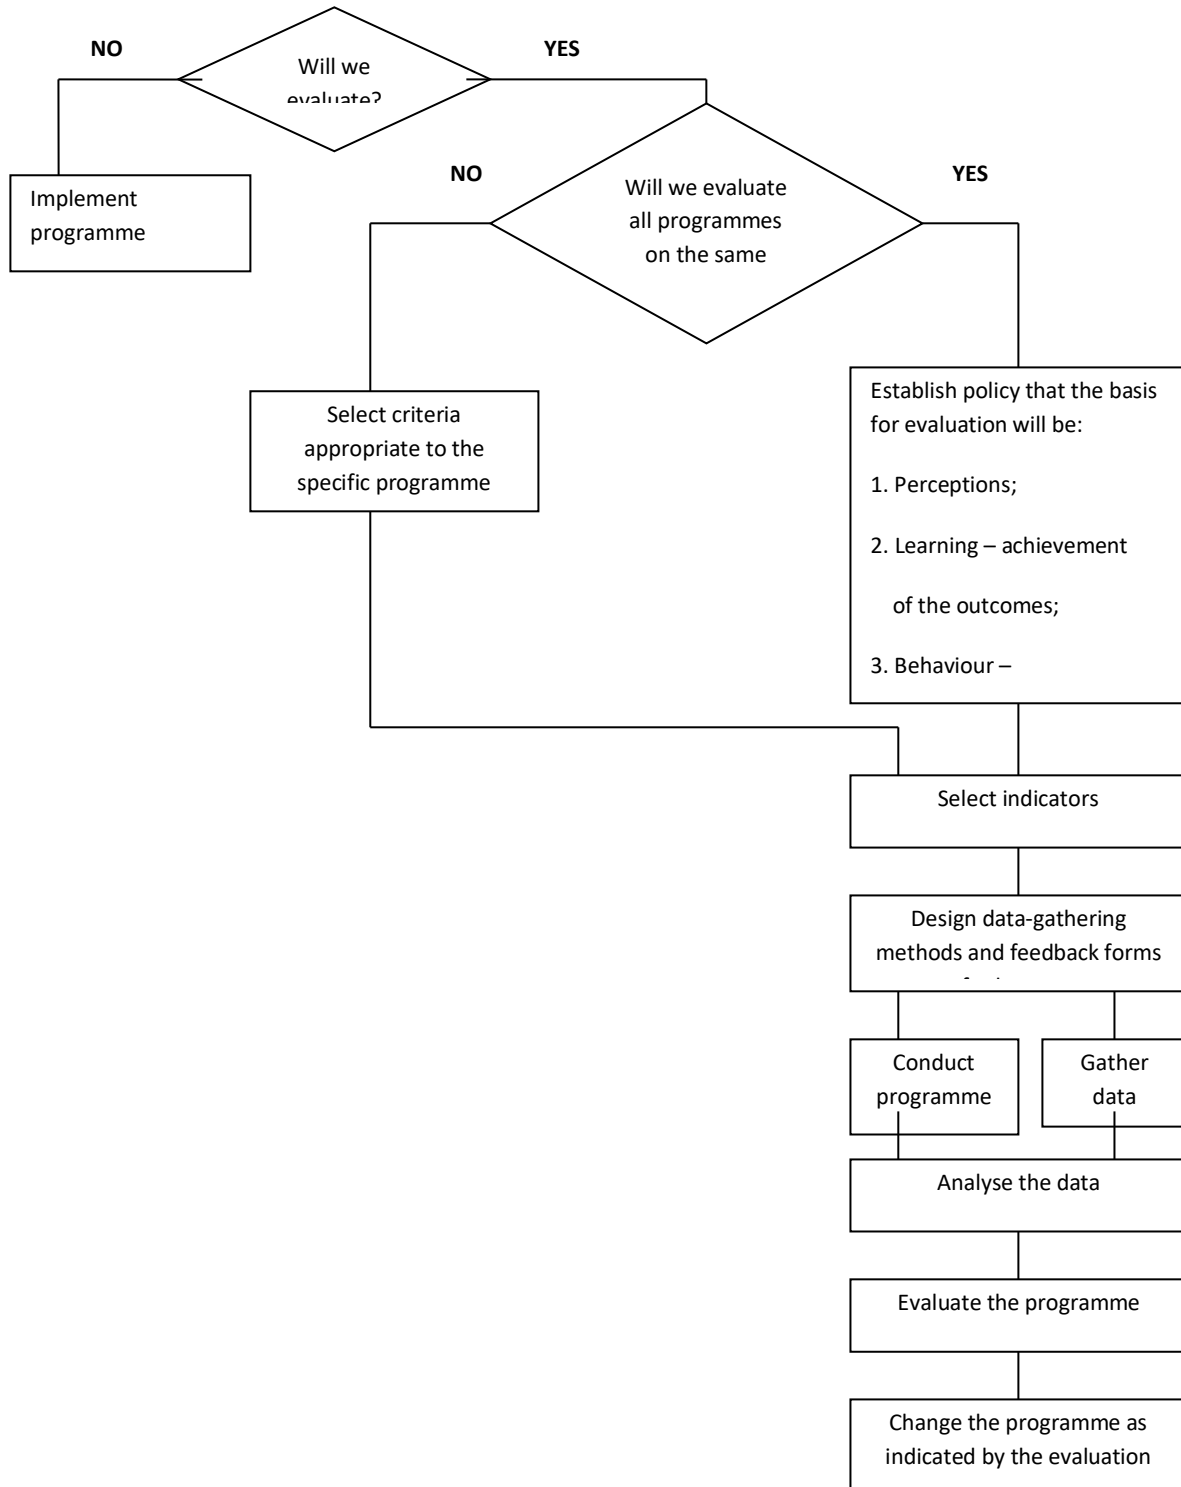 NO
YES
Will we
evaluate?
Implement
programme
NO
YES
Will we evaluate
all programmes
on the same
Select criteria
appropriate to the
specific programme
Establish policy that the basis
for evaluation will be:
1. Perceptions;
2. Learning – achievement
of the outcomes;
3. Behaviour –
Select indicators
Design data-gathering
methods and feedback forms
Conduct
programme
Gather
data
Analyse the data
Evaluate the programme
Change the programme as
indicated by the evaluation